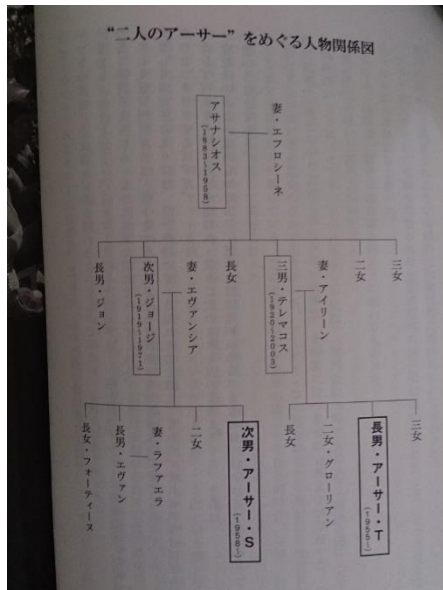 “二人のアーサー”をめぐる人物関係図
妻・エフロシーネ
アサナシオス
(1883〜1958)
三女
二女
妻・アイリーン
三男・テレマコス
(1920〜2003)
長女
妻・エヴァンシア
次男・ジョージ
(1919〜1971)
長男・ジョン
三女
長男・アーサー・T
(1955〜)
二女・グローリアン
長女
次男・アーサー・S
(1958〜)
二女
妻・ラファエラ
長男・エヴァン
長女・フォーティーヌ